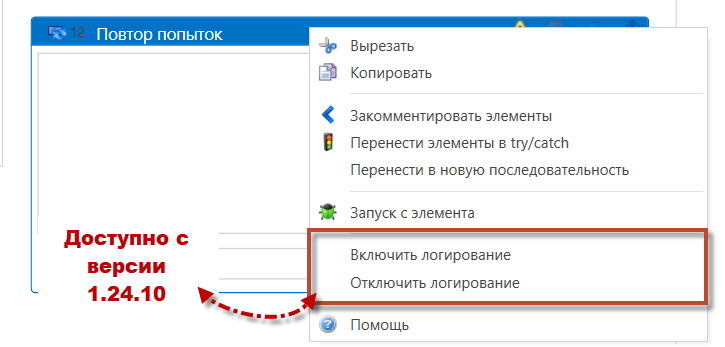 12 Повтор попыток
Вырезать
Копировать
Закомментировать элементы
Перенести элементы в try/catch
Перенести в новую последовательность
Запуск с элемента
Включить логирование
Отключить логирование
Помощь
Доступно с
версии
1.24.10